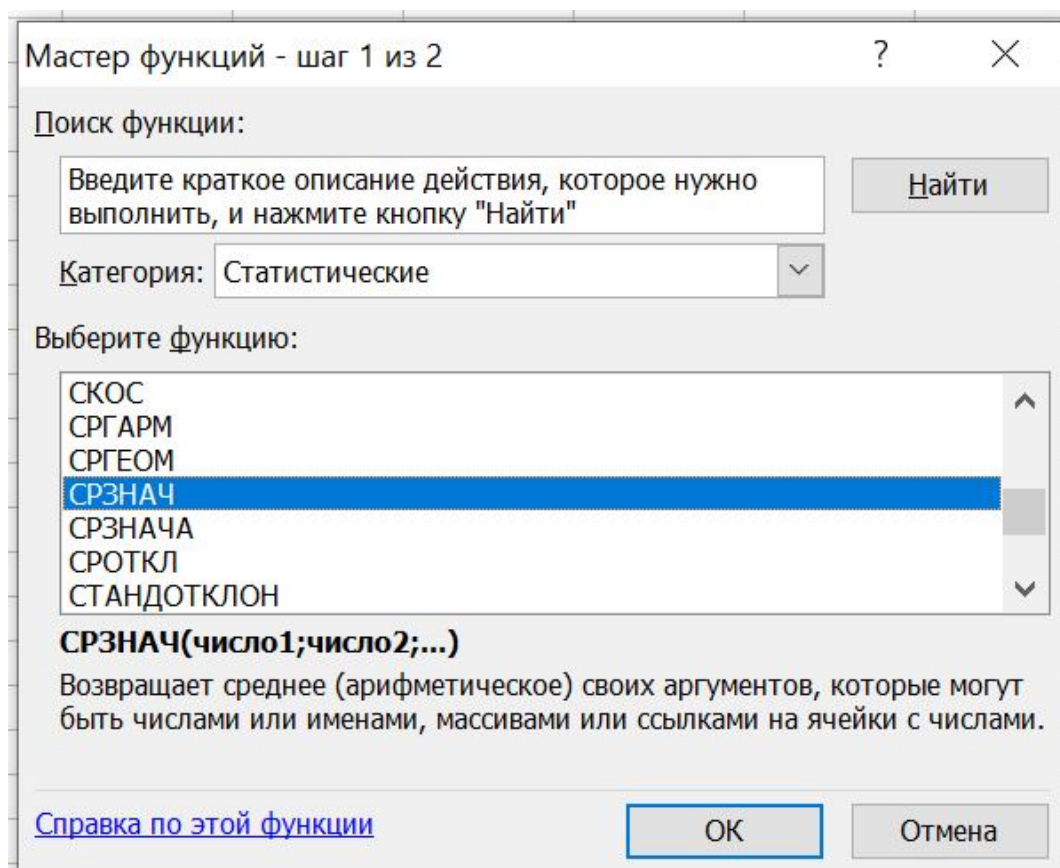 Мастер функций - шаг 1 из 2
?
Поиск функции:
Введите краткое описание действия, которое нужно
выполнить, и нажмите кнопку "Найти"
Найти
Категория:
Статистические
Выберите функцию:
СКОС
СРГАРМ
СРГЕОМ
СРЗНАЧ
СРЗНАЧА
СРОТКЛ
СТАНДОТКЛОН
СРЗНАЧ(число1;число2;...)
Возвращает среднее (арифметическое) своих аргументов, которые могут
быть числами или именами, массивами или ссылками на ячейки с числами.
Справка по этой функции
ОК
Отмена